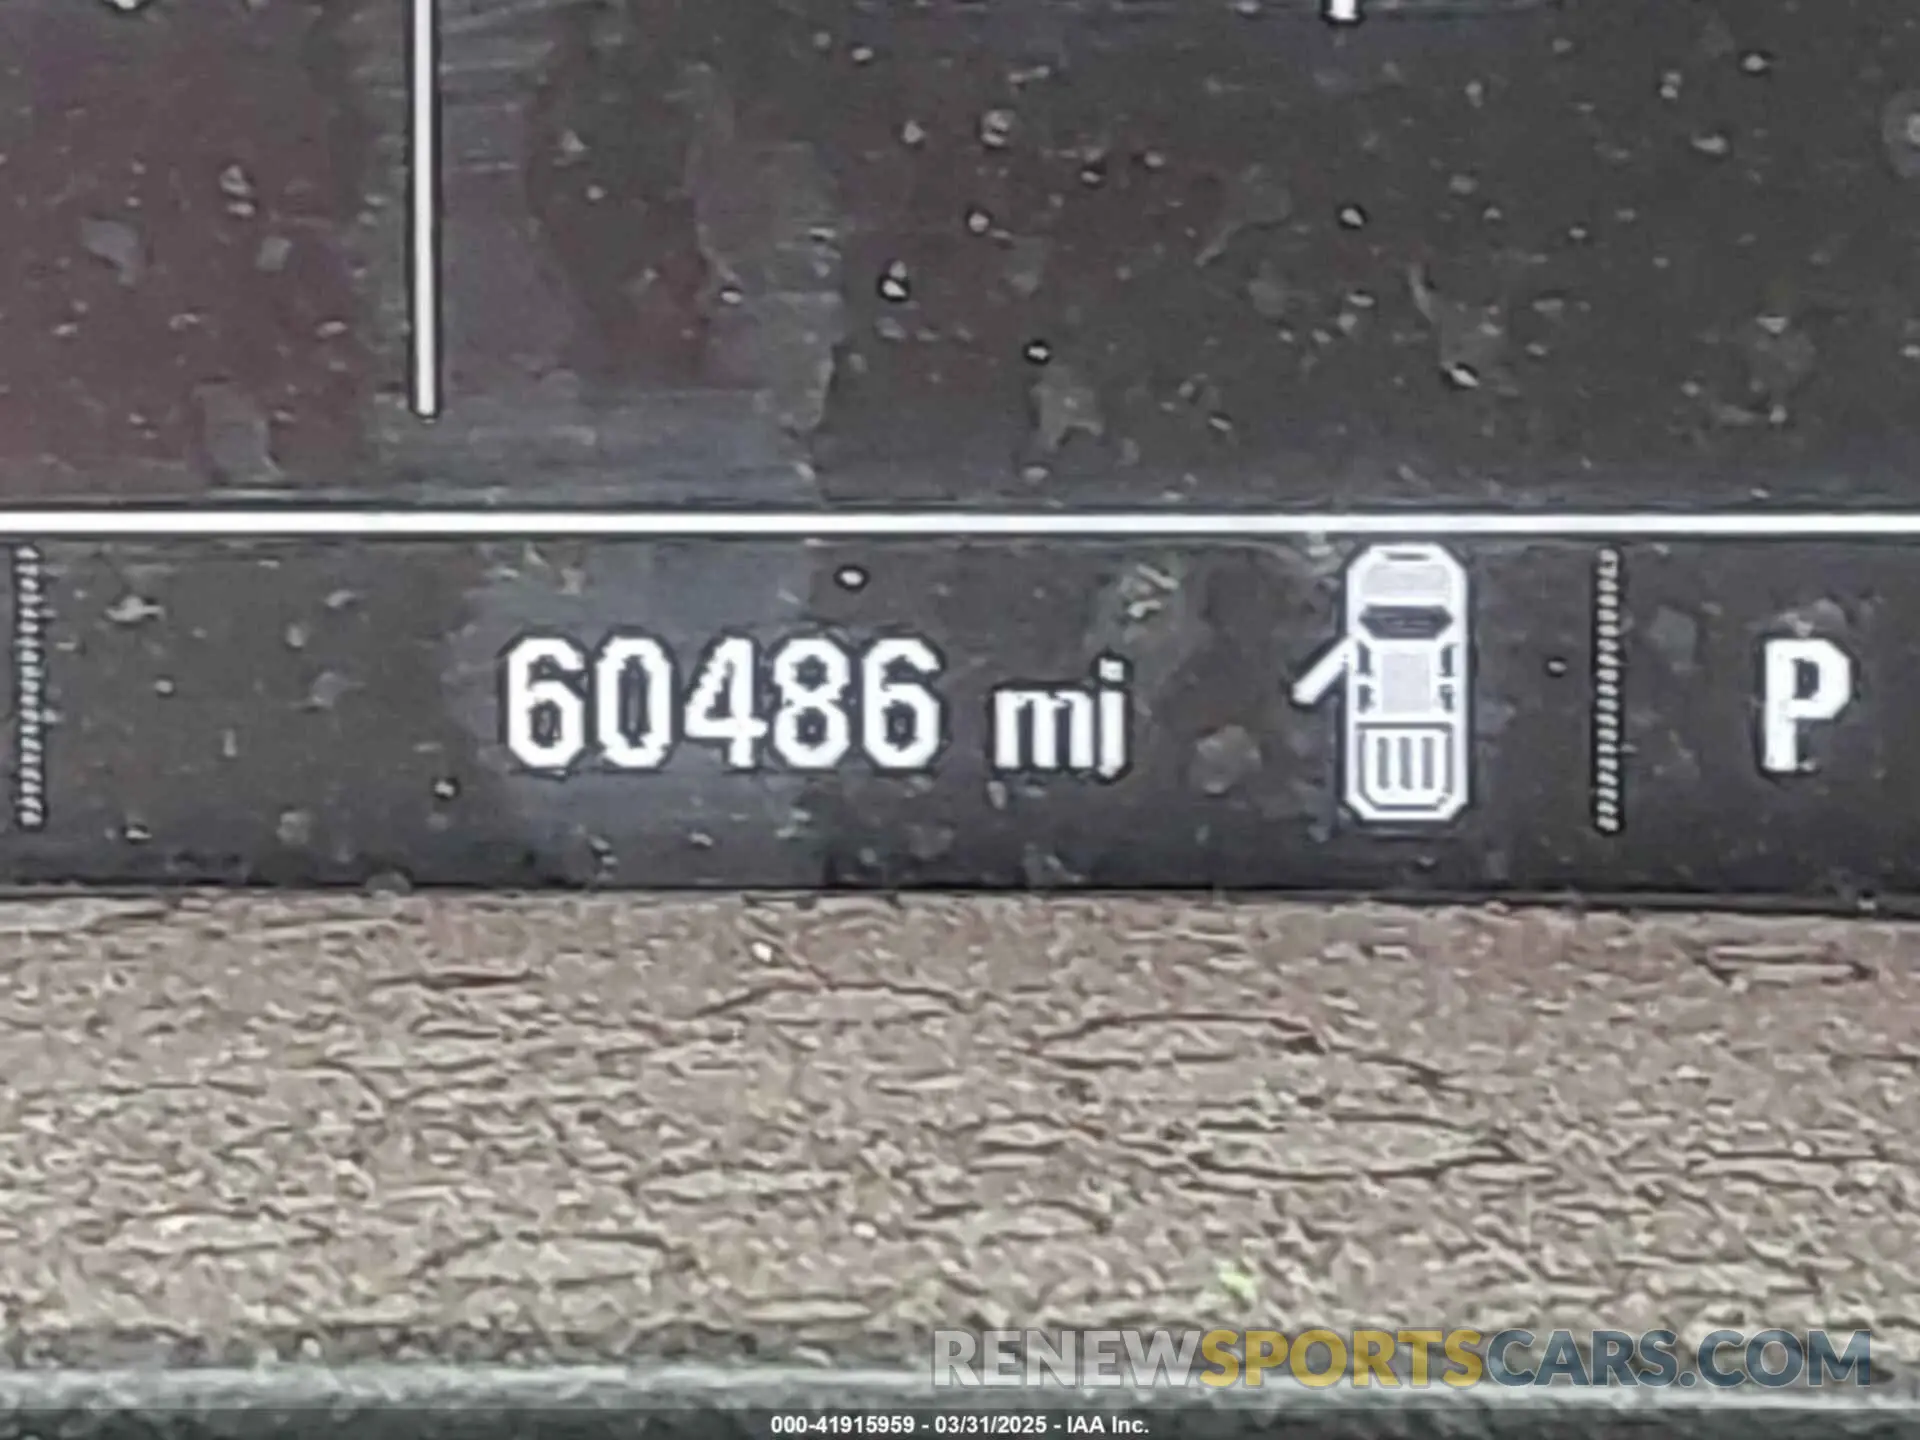 60486 mi P
RENEWSPORTSCARS.COM
000-41915959 - 03/31/2025 - IAA Inc.